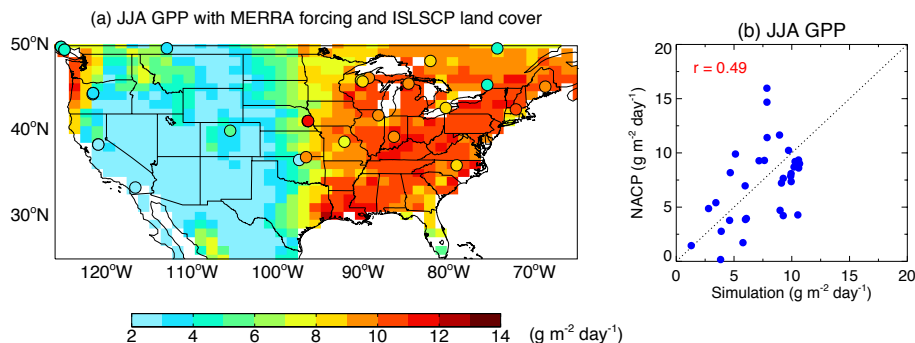 (a) JJA GPP with MERRA forcing and ISLSCP land cover
50°N
40°N
30°N
120°W 110°W 100°W 90°W 80°W 70°W
2 4 6 8 10 12 14 (g m⁻² day⁻¹)
(b) JJA GPP
r = 0.49
NACP (g m⁻² day⁻¹)
20
15
10
5
0
0 5 10 15 20
Simulation (g m⁻² day⁻¹)